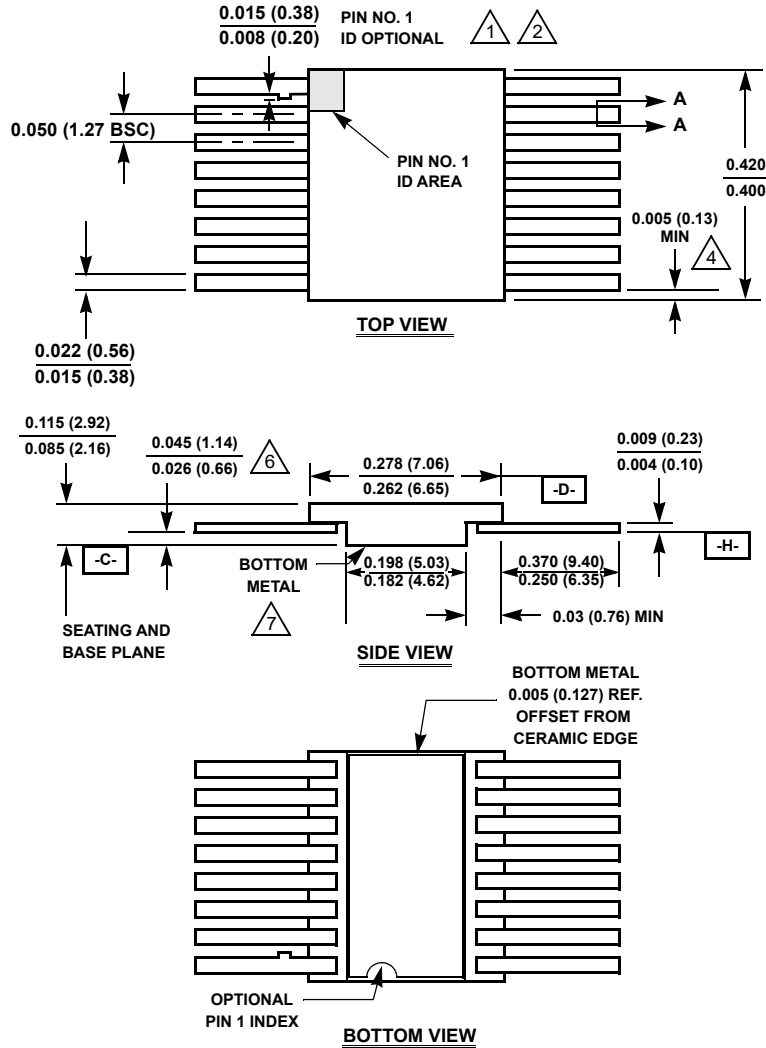 0.015 (0.38)
0.008 (0.20)
PIN NO. 1
ID OPTIONAL
1
2
0.050 (1.27 BSC)
PIN NO. 1
ID AREA
A
A
0.420
0.400
0.005 (0.13)
MIN
4
TOP VIEW
0.022 (0.56)
0.015 (0.38)
0.115 (2.92)
0.085 (2.16)
0.045 (1.14)
0.026 (0.66)
6
0.278 (7.06)
0.262 (6.65)
-D-
0.009 (0.23)
0.004 (0.10)
-H-
-C-
BOTTOM
METAL
7
0.198 (5.03)
0.182 (4.62)
0.370 (9.40)
0.250 (6.35)
0.03 (0.76) MIN
SEATING AND
BASE PLANE
SIDE VIEW
BOTTOM METAL
0.005 (0.127) REF.
OFFSET FROM
CERAMIC EDGE
OPTIONAL
PIN 1 INDEX
BOTTOM VIEW